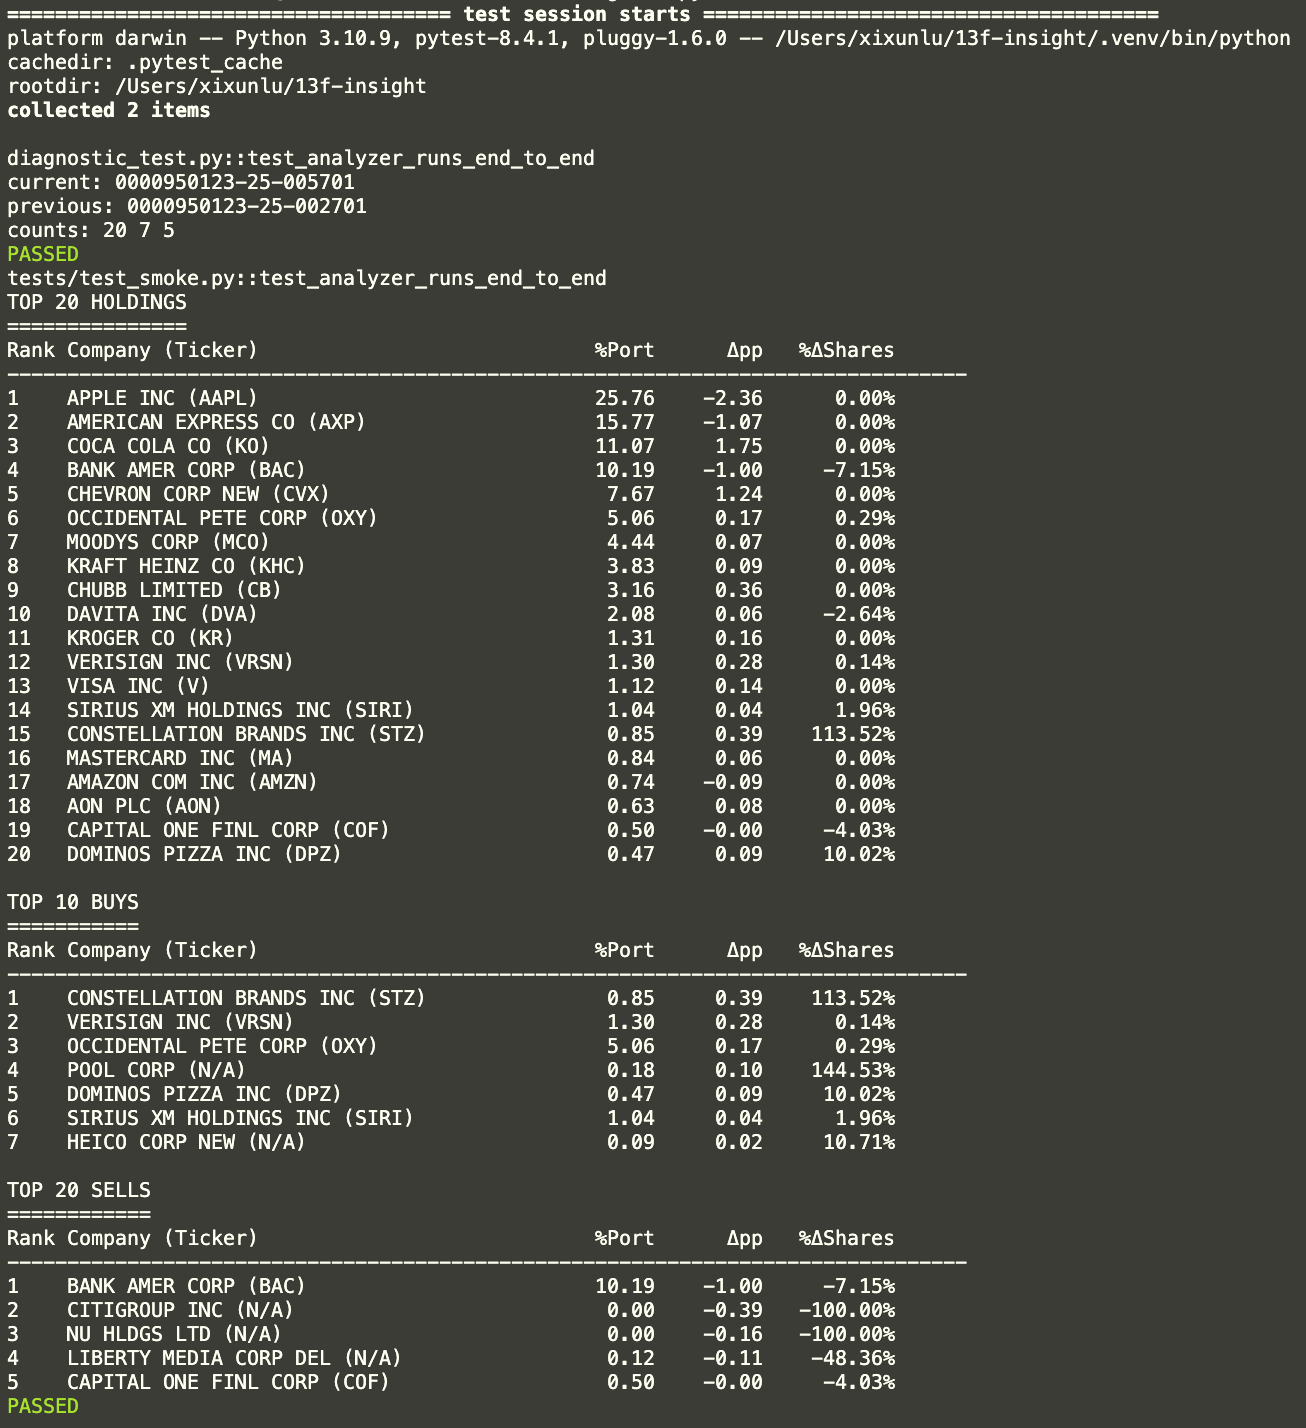 ===================================== test session starts ======================================
platform darwin -- Python 3.10.9, pytest-8.4.1, pluggy-1.6.0 -- /Users/xixunlu/13f-insight/.venv/bin/python
cachedir: .pytest_cache
rootdir: /Users/xixunlu/13f-insight
collected 2 items

diagnostic_test.py::test_analyzer_runs_end_to_end
current: 0000950123-25-005701
previous: 0000950123-25-002701
counts: 20 7 5
PASSED
tests/test_smoke.py::test_analyzer_runs_end_to_end
TOP 20 HOLDINGS
===============
Rank Company (Ticker)                            %Port      Δpp   %ΔShares
--------------------------------------------------------------------------------
1    APPLE INC (AAPL)                            25.76    -2.36      0.00%
2    AMERICAN EXPRESS CO (AXP)                   15.77    -1.07      0.00%
3    COCA COLA CO (KO)                           11.07     1.75      0.00%
4    BANK AMER CORP (BAC)                        10.19    -1.00     -7.15%
5    CHEVRON CORP NEW (CVX)                       7.67     1.24      0.00%
6    OCCIDENTAL PETE CORP (OXY)                   5.06     0.17      0.29%
7    MOODYS CORP (MCO)                            4.44     0.07      0.00%
8    KRAFT HEINZ CO (KHC)                         3.83     0.09      0.00%
9    CHUBB LIMITED (CB)                           3.16     0.36      0.00%
10   DAVITA INC (DVA)                             2.08     0.06     -2.64%
11   KROGER CO (KR)                               1.31     0.16      0.00%
12   VERISIGN INC (VRSN)                          1.30     0.28      0.14%
13   VISA INC (V)                                 1.12     0.14      0.00%
14   SIRIUS XM HOLDINGS INC (SIRI)                1.04     0.04      1.96%
15   CONSTELLATION BRANDS INC (STZ)               0.85     0.39    113.52%
16   MASTERCARD INC (MA)                          0.84     0.06      0.00%
17   AMAZON COM INC (AMZN)                        0.74    -0.09      0.00%
18   AON PLC (AON)                                0.63     0.08      0.00%
19   CAPITAL ONE FINL CORP (COF)                  0.50    -0.00     -4.03%
20   DOMINOS PIZZA INC (DPZ)                      0.47     0.09     10.02%

TOP 10 BUYS
===========
Rank Company (Ticker)                            %Port      Δpp   %ΔShares
--------------------------------------------------------------------------------
1    CONSTELLATION BRANDS INC (STZ)               0.85     0.39    113.52%
2    VERISIGN INC (VRSN)                          1.30     0.28      0.14%
3    OCCIDENTAL PETE CORP (OXY)                   5.06     0.17      0.29%
4    POOL CORP (N/A)                              0.18     0.10    144.53%
5    DOMINOS PIZZA INC (DPZ)                      0.47     0.09     10.02%
6    SIRIUS XM HOLDINGS INC (SIRI)                1.04     0.04      1.96%
7    HEICO CORP NEW (N/A)                         0.09     0.02     10.71%

TOP 20 SELLS
============
Rank Company (Ticker)                            %Port      Δpp   %ΔShares
--------------------------------------------------------------------------------
1    BANK AMER CORP (BAC)                        10.19    -1.00     -7.15%
2    CITIGROUP INC (N/A)                          0.00    -0.39   -100.00%
3    NU HLDGS LTD (N/A)                           0.00    -0.16   -100.00%
4    LIBERTY MEDIA CORP DEL (N/A)                 0.12    -0.11    -48.36%
5    CAPITAL ONE FINL CORP (COF)                  0.50    -0.00     -4.03%
PASSED